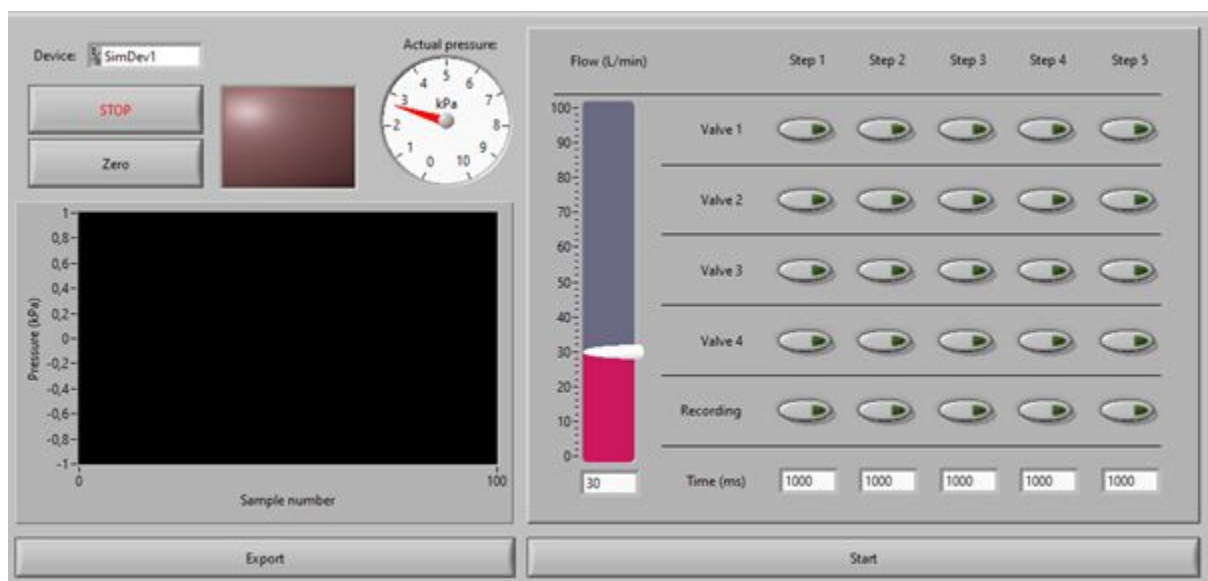 Device: SimDev1
STOP
Zero
Actual pressure:
kPa
0 1 2 3 4 5 6 7 8 9 10
Pressure (kPa)
1
0,8
0,6
0,4
0,2
0
-0,2
-0,4
-0,6
-0,8
-1
0 100
Sample number
Export
Flow (L/min) Step 1 Step 2 Step 3 Step 4 Step 5
100
90
80
70
60
50
40
30
20
10
0
30
Valve 1
Valve 2
Valve 3
Valve 4
Recording
Time (ms) 1000 1000 1000 1000 1000
Start